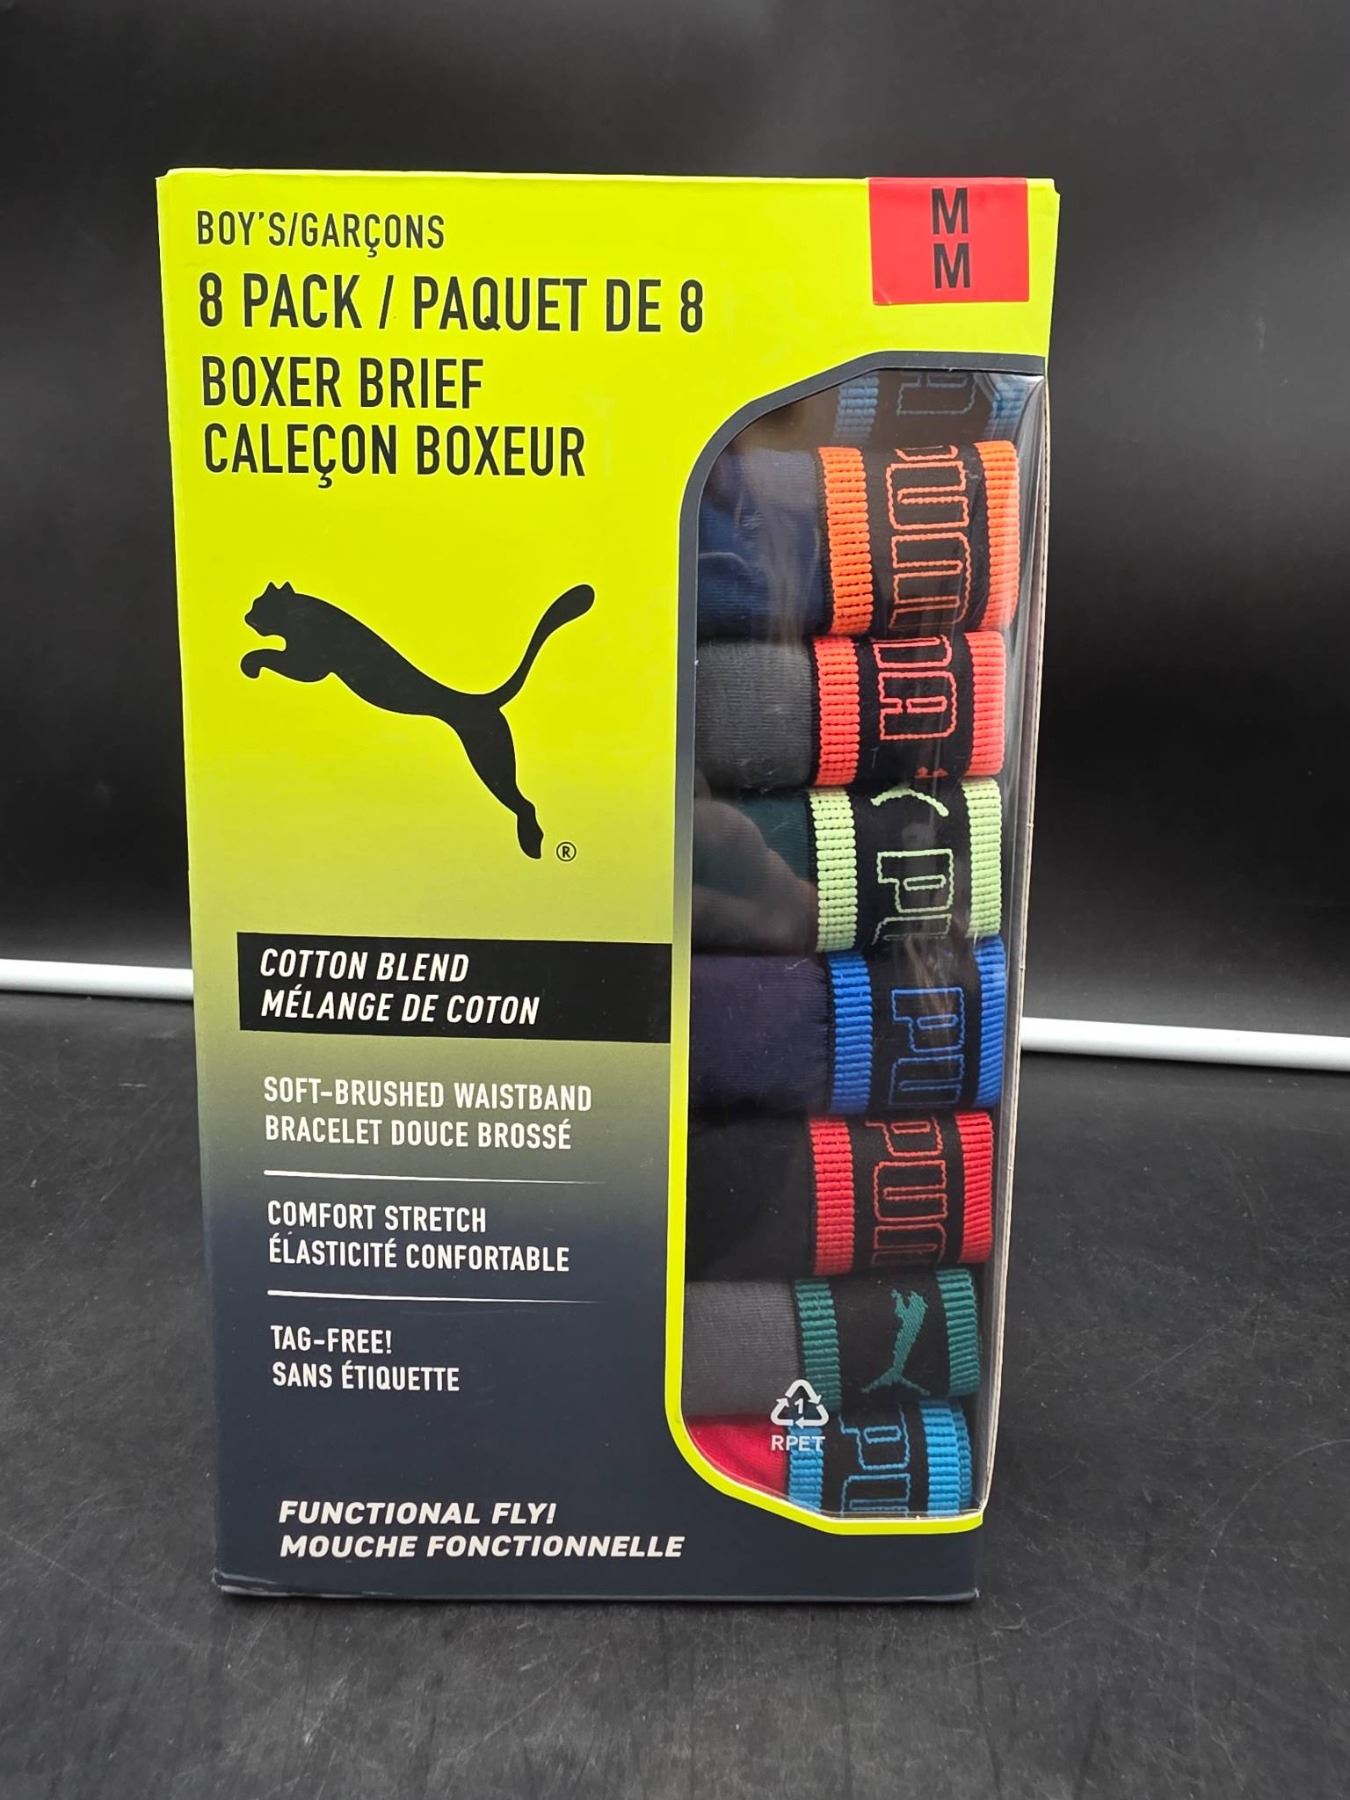 BOY'S/GARÇONS
8 PACK / PAQUET DE 8
BOXER BRIEF
CALEÇON BOXEUR
M
M
®
COTTON BLEND
MÉLANGE DE COTON
SOFT-BRUSHED WAISTBAND
BRACELET DOUCE BROSSÉ
COMFORT STRETCH
ÉLASTICITÉ CONFORTABLE
TAG-FREE!
SANS ÉTIQUETTE
FUNCTIONAL FLY!
MOUCHE FONCTIONNELLE
1
RPET